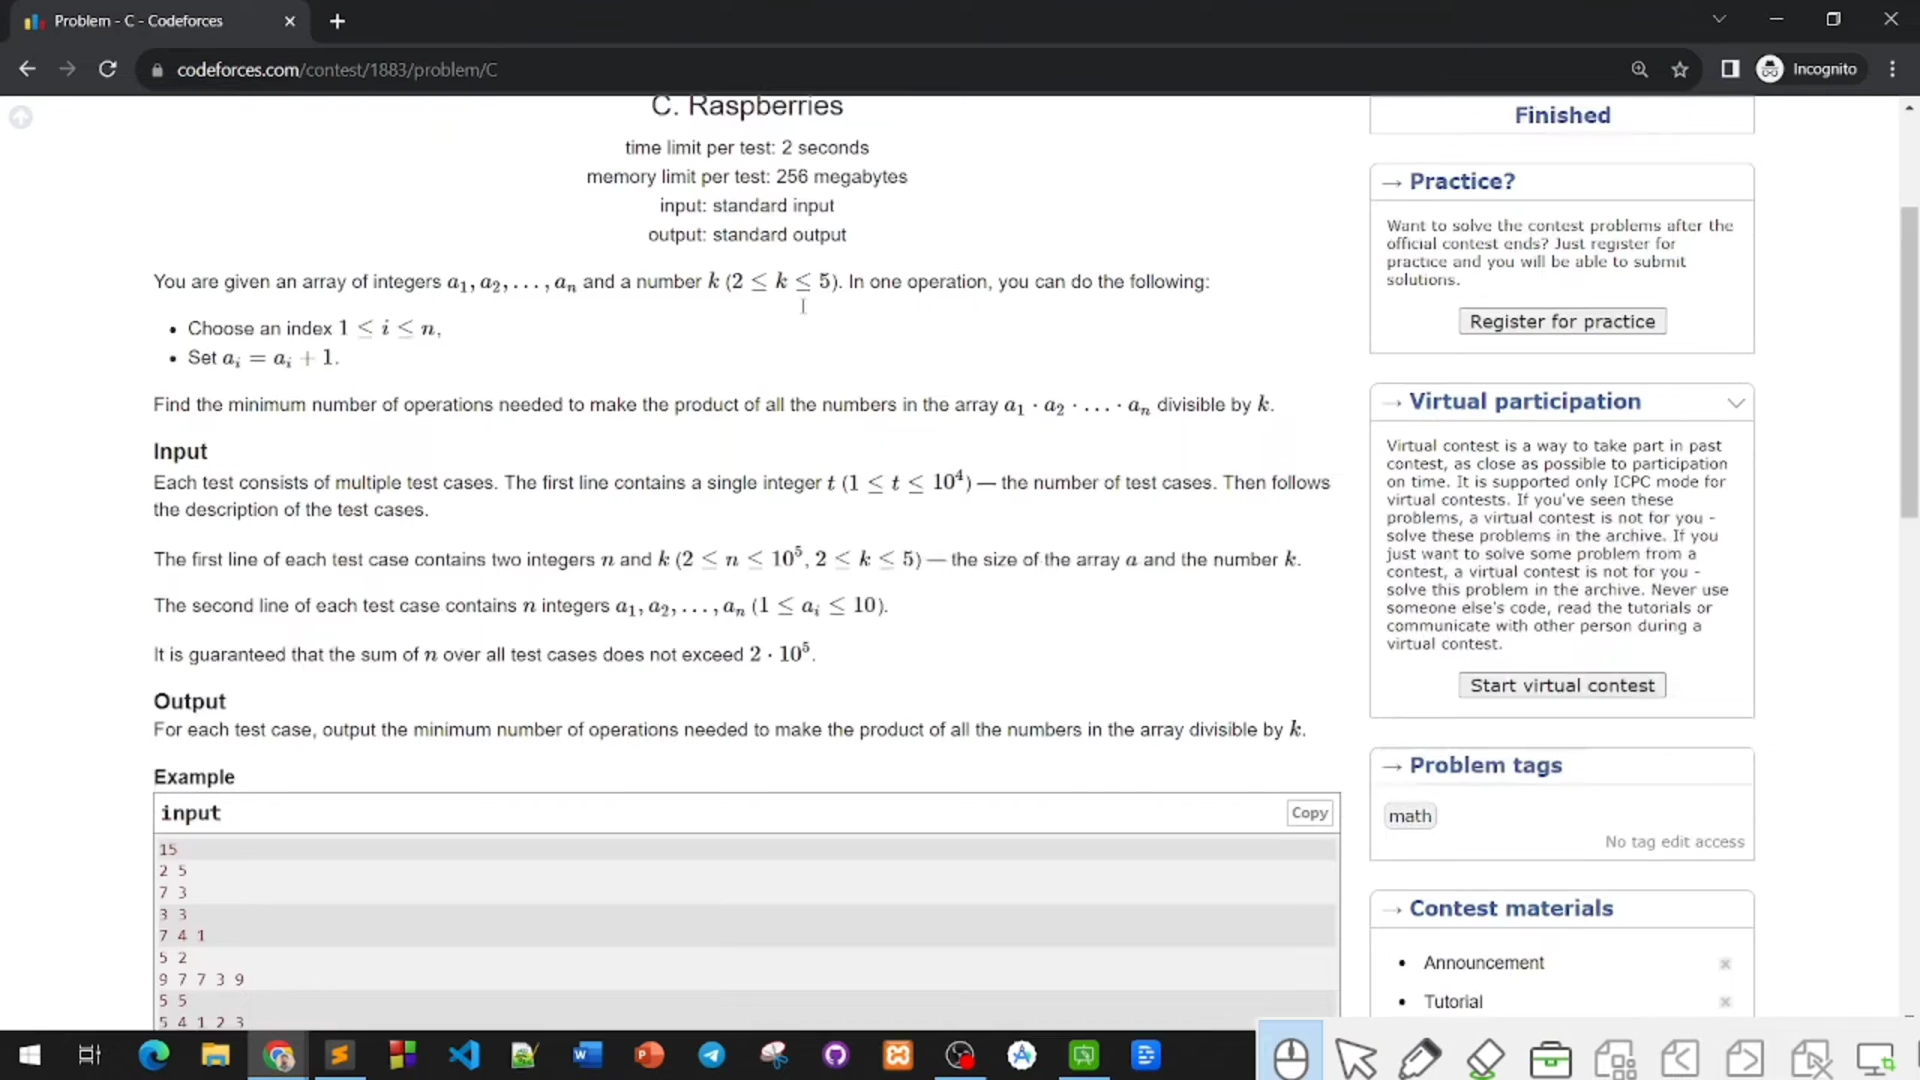 Problem - C - Codeforces
codeforces.com/contest/1883/problem/C
Incognito
C. Raspberries
time limit per test: 2 seconds
memory limit per test: 256 megabytes
input: standard input
output: standard output
You are given an array of integers a₁, a₂, . . . , aₙ and a number k (2 ≤ k ≤ 5). In one operation, you can do the following:
• Choose an index 1 ≤ i ≤ n,
• Set aᵢ = aᵢ + 1.
Find the minimum number of operations needed to make the product of all the numbers in the array a₁ · a₂ · . . . · aₙ divisible by k.
Input
Each test consists of multiple test cases. The first line contains a single integer t (1 ≤ t ≤ 10⁴) — the number of test cases. Then follows
the description of the test cases.
The first line of each test case contains two integers n and k (2 ≤ n ≤ 10⁵, 2 ≤ k ≤ 5) — the size of the array a and the number k.
The second line of each test case contains n integers a₁, a₂, . . . , aₙ (1 ≤ aᵢ ≤ 10).
It is guaranteed that the sum of n over all test cases does not exceed 2 · 10⁵.
Output
For each test case, output the minimum number of operations needed to make the product of all the numbers in the array divisible by k.
Example
input
Copy
15
2 5
7 3
3 3
7 4 1
5 2
9 7 7 3 9
5 5
5 4 1 2 3
Finished
→ Practice?
Want to solve the contest problems after the
official contest ends? Just register for
practice and you will be able to submit
solutions.
Register for practice
→ Virtual participation
Virtual contest is a way to take part in past
contest, as close as possible to participation
on time. It is supported only ICPC mode for
virtual contests. If you've seen these
problems, a virtual contest is not for you -
solve these problems in the archive. If you
just want to solve some problem from a
contest, a virtual contest is not for you -
solve this problem in the archive. Never use
someone else's code, read the tutorials or
communicate with other person during a
virtual contest.
Start virtual contest
→ Problem tags
math
No tag edit access
→ Contest materials
• Announcement
• Tutorial